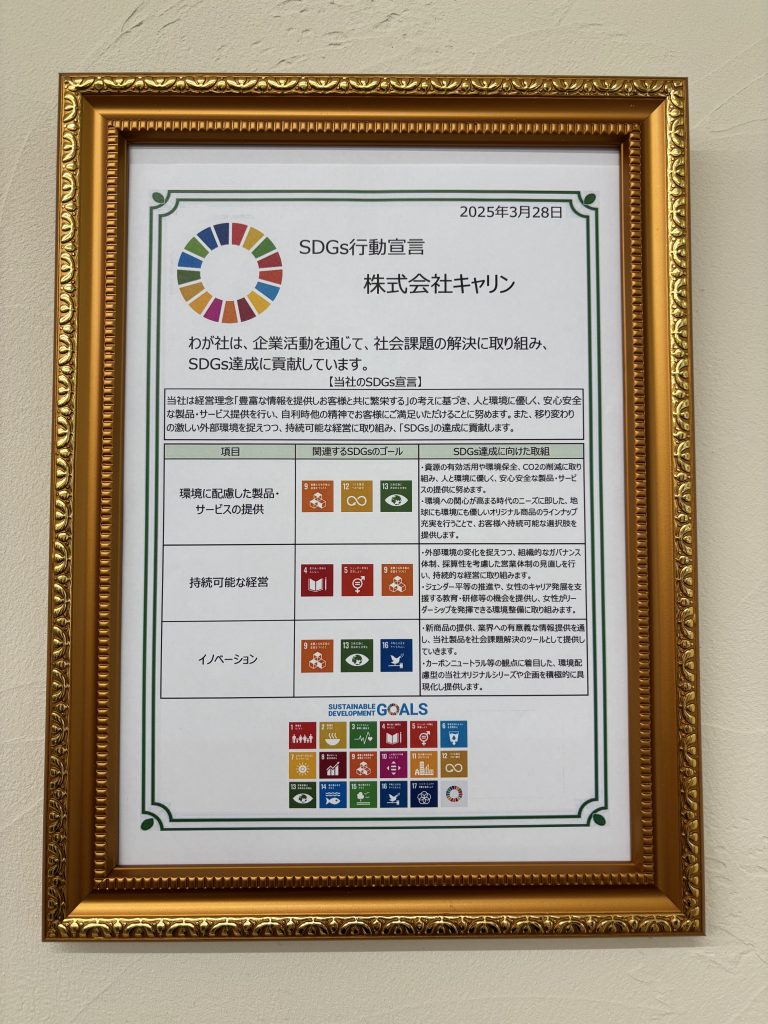 2025年3月28日
SDGs行動宣言
株式会社キャリン
わが社は、企業活動を通じて、社会課題の解決に取り組み、
SDGs達成に貢献しています。
【当社のSDGs宣言】
当社は経営理念「豊富な情報を提供しお客様と共に繁栄する」の考えに基づき、人と環境に優しく、安心安全
な製品・サービス提供を行い、自利時他の精神でお客様にご満足いただけることに努めます。また、移り変わり
の激しい外部環境を捉えつつ、持続可能な経営に取り組み、「SDGs」の達成に貢献します。
項目
関連するSDGsのゴール
SDGs達成に向けた取組
環境に配慮した製品・
サービスの提供
9
12
13
・資源の有効活用や環境保全、CO2の削減に取り
組み、人と環境に優しく、安心安全な製品・サービ
スの提供に努めます。
・環境への関心が高まる時代のニーズに即した、地
球にも環境にも優しいオリジナル商品のラインナップ
充実を行うことで、お客様へ持続可能な選択肢を
提供します。
持続可能な経営
4
5
9
・外部環境の変化を捉えつつ、組織的なガバナンス
体制、採算性を考慮した営業体制の見直しを行
い、持続的な経営に取り組みます。
・ジェンダー平等の推進や、女性のキャリア発展を支
援する教育・研修等の機会を提供し、女性がリー
ダーシップを発揮できる環境整備に取り組みます。
イノベーション
9
13
16
・新商品の提供、業界への有意義な情報提供を通
し、当社製品を社会課題解決のツールとして提供し
ていきます。
・カーボンニュートラル等の観点に着目した、環境配
慮型の当社オリジナルシリーズや企画を積極的に具
現化し提供します。
SUSTAINABLE
DEVELOPMENT GOALS
1
2
3
4
5
6
7
8
9
10
11
12
13
14
15
16
17